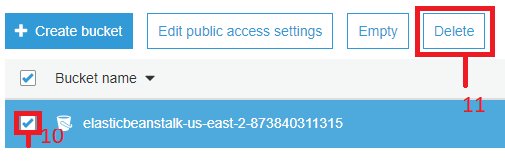 + Create bucket Edit public access settings Empty Delete
Bucket name
11
10 elasticbeanstalk-us-east-2-873840311315